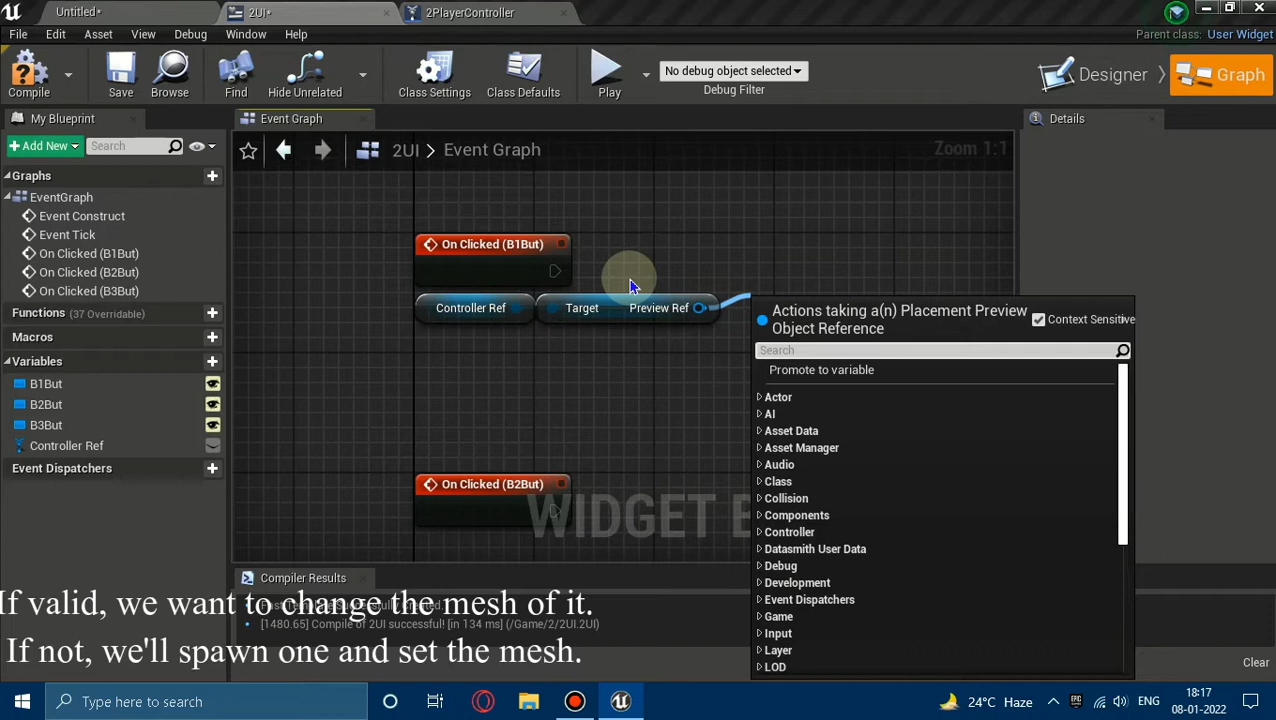 Untitled*
2UI*
2PlayerController
File
Edit
Asset
View
Debug
Window
Help
Parent class: User Widget
Compile
Save
Browse
Find
Hide Unrelated
Class Settings
Class Defaults
Play
No debug object selected
Debug Filter
Designer
Graph
My Blueprint
Event Graph
Details
Add New
Search
2UI > Event Graph
Zoom 1:1
Graphs
EventGraph
Event Construct
Event Tick
On Clicked (B1But)
On Clicked (B2But)
On Clicked (B3But)
Functions (37 Overridable)
Macros
Variables
B1But
B2But
B3But
Controller Ref
Event Dispatchers
On Clicked (B1But)
Controller Ref
Target
Preview Ref
On Clicked (B2But)
WIDGET B
Actions taking a(n) Placement Preview
Object Reference
Context Sensitive
Search
Promote to variable
Actor
AI
Asset Data
Asset Manager
Audio
Class
Collision
Components
Controller
Datasmith User Data
Debug
Development
Event Dispatchers
Game
Input
Layer
LOD
Compiler Results
[1480.65] Compile of 2UI successful! [in 134 ms] (/Game/2/2UI.2UI)
Clear
If valid, we want to change the mesh of it.
If not, we'll spawn one and set the mesh.
Type here to search
24°C Haze
ENG
18:17
08-01-2022